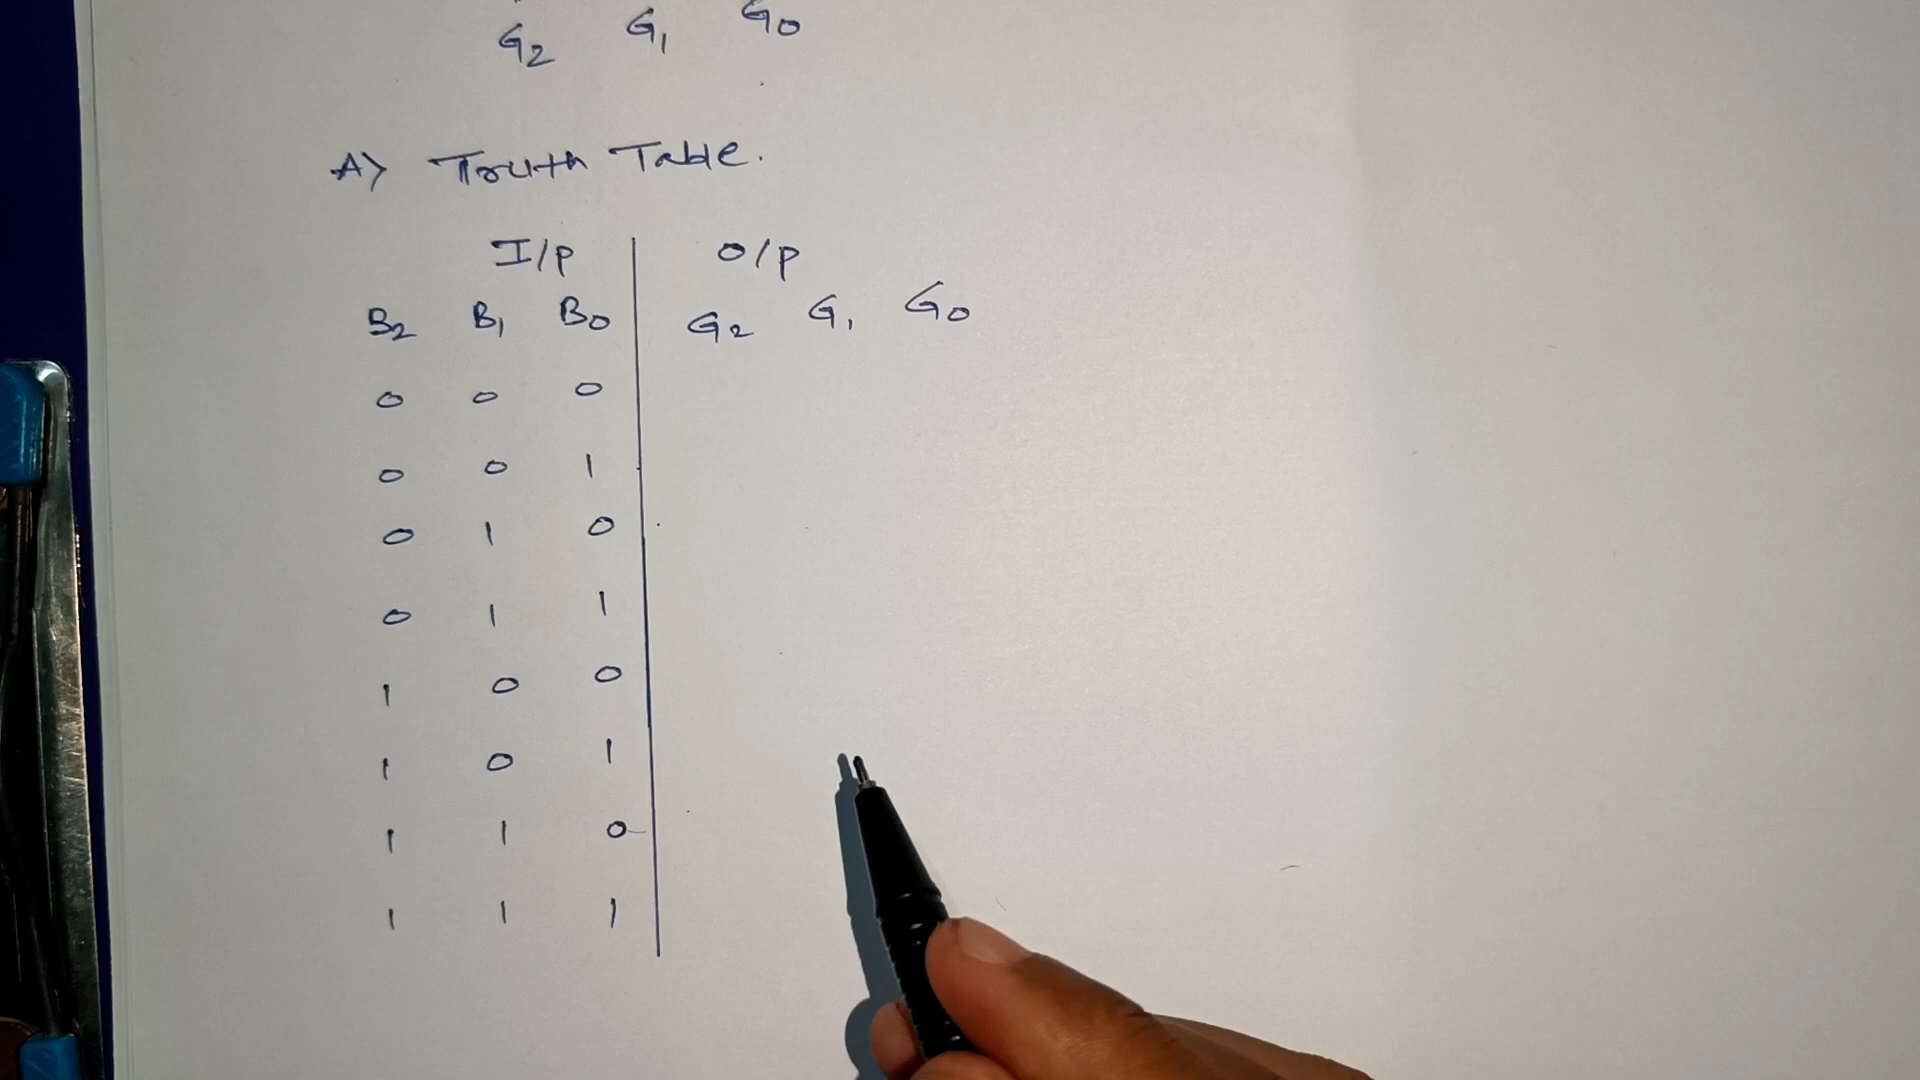 G2 G1 G0
A) Truth Table.
I/p O/p
B2 B1 B0 G2 G1 G0
0 0 0
0 0 1
0 1 0
0 1 1
1 0 0
1 0 1
1 1 0
1 1 1